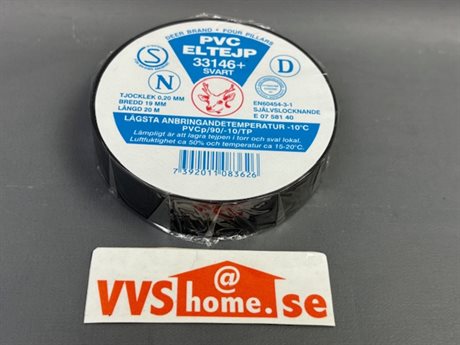 DEER BRAND • FOUR PILLARS
PVC
ELTEJP
33146+
SVART
S
N
D
TJOCKLEK 0,20 MM
BREDD 19 MM
LÄNGD 20 M
EN60454-3-1
SJÄLVSLOCKNANDE
E 07 581 40
LÄGSTA ANBRINGANDETEMPERATUR -10°C
PVCp/90/-10/TP
Lämpligt är att lagra tejpen i torr och sval lokal.
Luftfuktighet ca 50% och temperatur ca 15-20°C.
7 392011 083626
@
VVShome.se